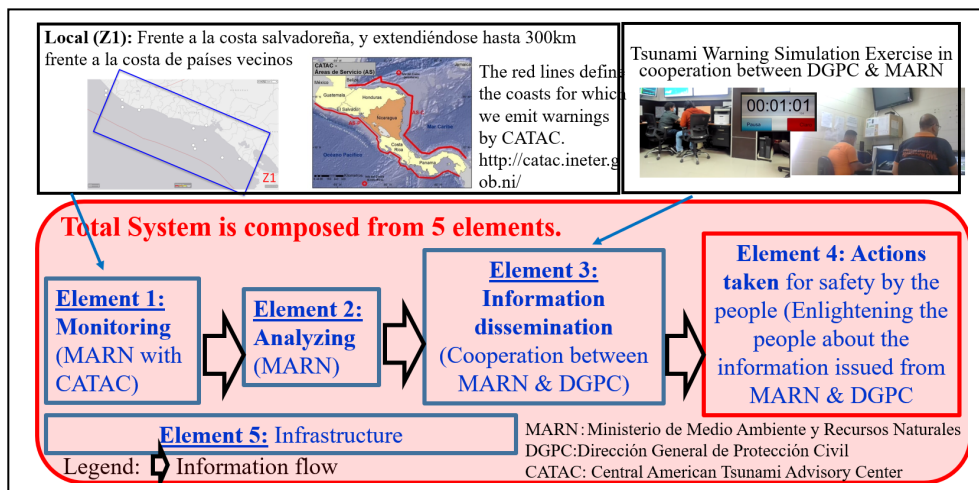 Local (Z1): Frente a la costa salvadoreña, y extendiéndose hasta 300km
frente a la costa de países vecinos
Z1
CATAC -
Áreas de Servicio (AS)
México
Guatemala
Honduras
El Salvador
Nicaragua
Costa
Rica
Panamá
Mar Caribe
Océano Pacífico
The red lines define
the coasts for which
we emit warnings
by CATAC.
http://catac.ineter.g
ob.ni/
Tsunami Warning Simulation Exercise in
cooperation between DGPC & MARN
00:01:01
Pausa
Total System is composed from 5 elements.
Element 1:
Monitoring
(MARN with
CATAC)
Element 2:
Analyzing
(MARN)
Element 3:
Information
dissemination
(Cooperation between
MARN & DGPC)
Element 4: Actions
taken for safety by the
people (Enlightening the
people about the
information issued from
MARN & DGPC
Element 5: Infrastructure
Legend: Information flow
MARN: Ministerio de Medio Ambiente y Recursos Naturales
DGPC:Dirección General de Protección Civil
CATAC: Central American Tsunami Advisory Center